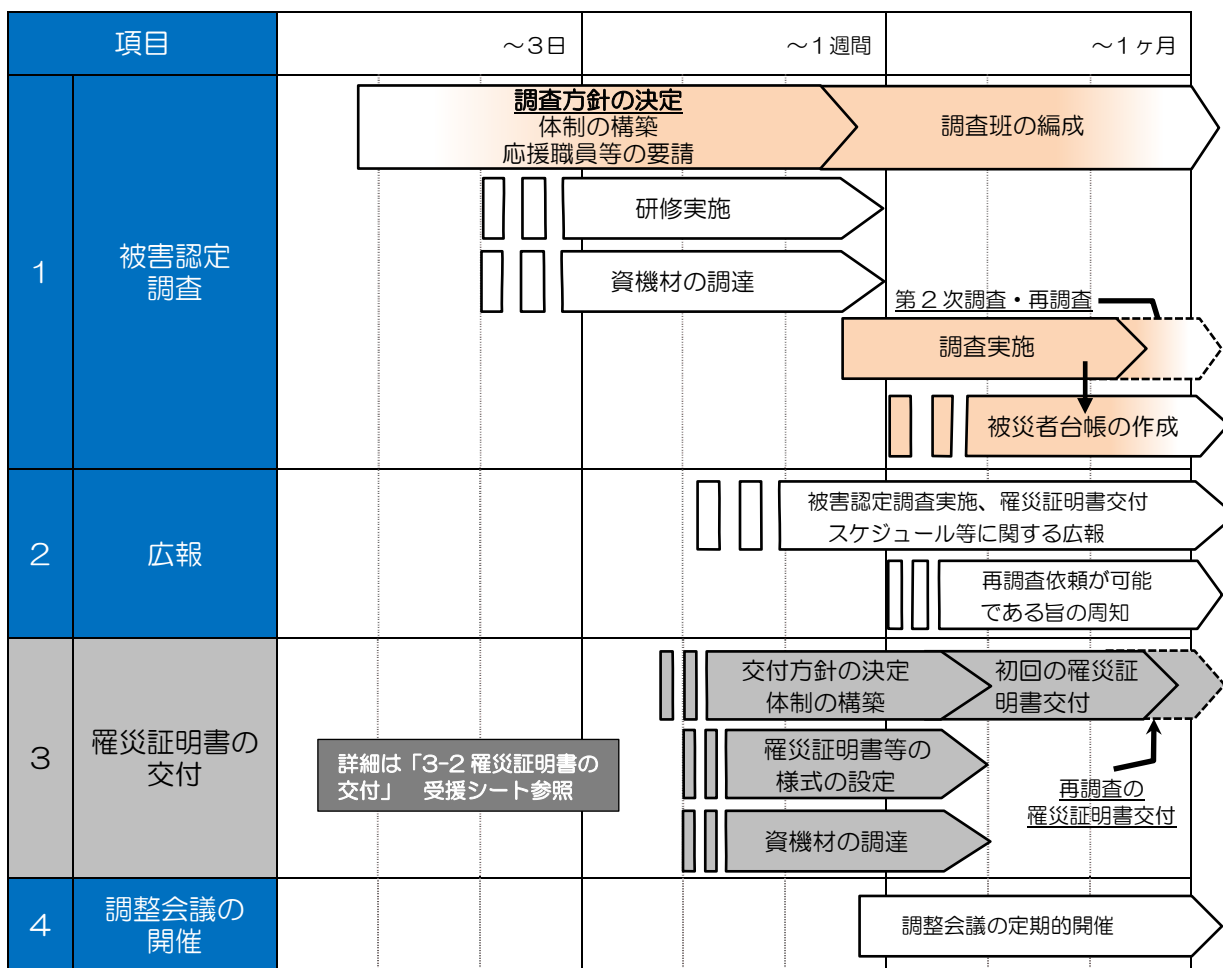 項目
～3日
～1週間
～1ヶ月
1
被害認定
調査
調査方針の決定
体制の構築
応援職員等の要請
調査班の編成
研修実施
資機材の調達
第2次調査・再調査
調査実施
被災者台帳の作成
2
広報
被害認定調査実施、罹災証明書交付
スケジュール等に関する広報
再調査依頼が可能
である旨の周知
3
罹災証明書の
交付
交付方針の決定
体制の構築
初回の罹災証
明書交付
詳細は「3-2 罹災証明書の
交付」 受援シート参照
罹災証明書等の
様式の設定
再調査の
罹災証明書交付
資機材の調達
4
調整会議の
開催
調整会議の定期的開催